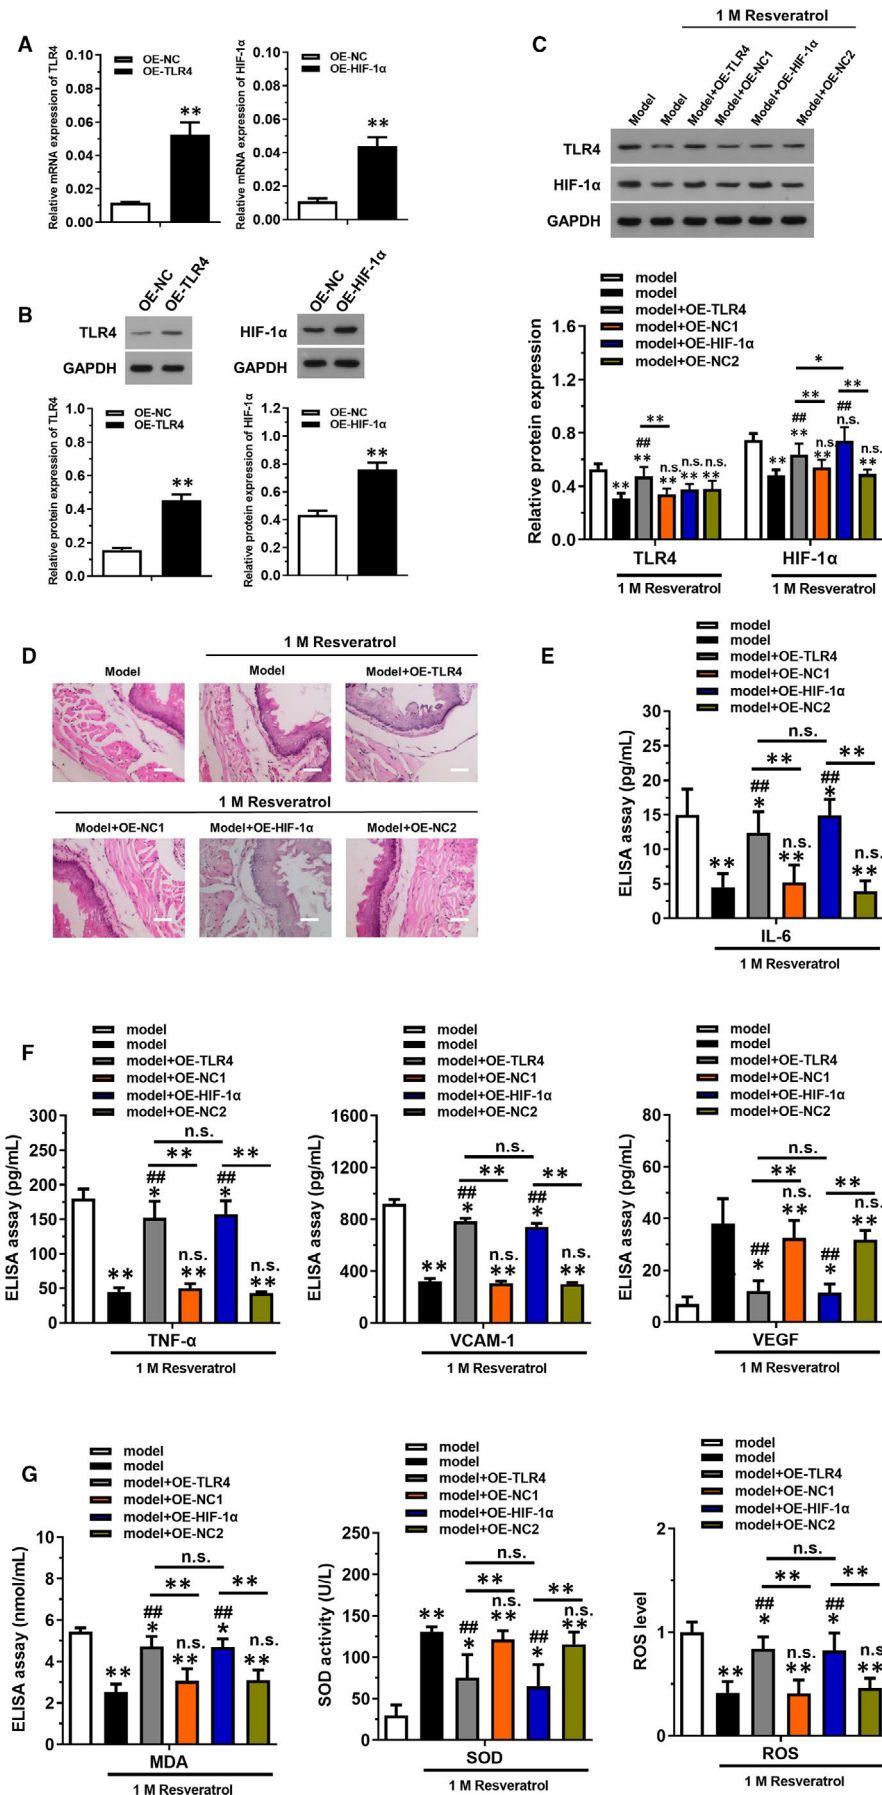 A
Relative mRNA expression of TLR4
0.10
0.08
0.06
0.04
0.02
0.00
OE-NC
OE-TLR4
**
Relative mRNA expression of HIF-1α
0.10
0.08
0.06
0.04
0.02
0.00
OE-NC
OE-HIF-1α
**
B
OE-NC
OE-TLR4
TLR4
GAPDH
OE-NC
OE-HIF-1α
HIF-1α
GAPDH
Relative protein expression of TLR4
1.0
0.8
0.6
0.4
0.2
0.0
OE-NC
OE-TLR4
**
Relative protein expression of HIF-1α
1.2
1.0
0.8
0.6
0.4
0.2
0.0
OE-NC
OE-HIF-1α
**
C
1 M Resveratrol
Model
Model
Model+OE-TLR4
Model+OE-NC1
Model+OE-HIF-1α
Model+OE-NC2
TLR4
HIF-1α
GAPDH
model
model
model+OE-TLR4
model+OE-NC1
model+OE-HIF-1α
model+OE-NC2
Relative protein expression
1.6
1.2
0.8
0.4
0.0
**
##
**
**
n.s.
**
n.s.
**
n.s.
**
*
**
##
**
**
n.s.
**
##
n.s.
**
n.s.
**
TLR4
HIF-1α
1 M Resveratrol
1 M Resveratrol
D
1 M Resveratrol
Model
Model
Model+OE-TLR4
1 M Resveratrol
Model+OE-NC1
Model+OE-HIF-1α
Model+OE-NC2
E
model
model
model+OE-TLR4
model+OE-NC1
model+OE-HIF-1α
model+OE-NC2
ELISA assay (pg/mL)
30
25
20
15
10
5
0
n.s.
**
**
**
##
*
n.s.
**
##
*
n.s.
**
IL-6
1 M Resveratrol
F
model
model
model+OE-TLR4
model+OE-NC1
model+OE-HIF-1α
model+OE-NC2
ELISA assay (pg/mL)
300
250
200
150
100
50
0
n.s.
**
**
**
##
*
n.s.
**
##
*
n.s.
**
TNF-α
1 M Resveratrol
model
model
model+OE-TLR4
model+OE-NC1
model+OE-HIF-1α
model+OE-NC2
ELISA assay (pg/mL)
1600
1200
800
400
0
n.s.
**
**
**
##
*
n.s.
**
##
*
n.s.
**
VCAM-1
1 M Resveratrol
model
model
model+OE-TLR4
model+OE-NC1
model+OE-HIF-1α
model+OE-NC2
ELISA assay (pg/mL)
80
60
40
20
0
n.s.
**
**
##
*
n.s.
**
##
*
n.s.
**
VEGF
1 M Resveratrol
G
model
model
model+OE-TLR4
model+OE-NC1
model+OE-HIF-1α
model+OE-NC2
ELISA assay (nmol/mL)
10
8
6
4
2
0
n.s.
**
**
**
##
*
n.s.
**
##
*
n.s.
**
MDA
1 M Resveratrol
model
model
model+OE-TLR4
model+OE-NC1
model+OE-HIF-1α
model+OE-NC2
SOD activity (U/L)
250
200
150
100
50
0
n.s.
**
**
**
##
*
n.s.
**
##
*
n.s.
**
SOD
1 M Resveratrol
model
model
model+OE-TLR4
model+OE-NC1
model+OE-HIF-1α
model+OE-NC2
ROS level
2
1
0
n.s.
**
**
**
##
*
n.s.
**
##
*
n.s.
**
ROS
1 M Resveratrol